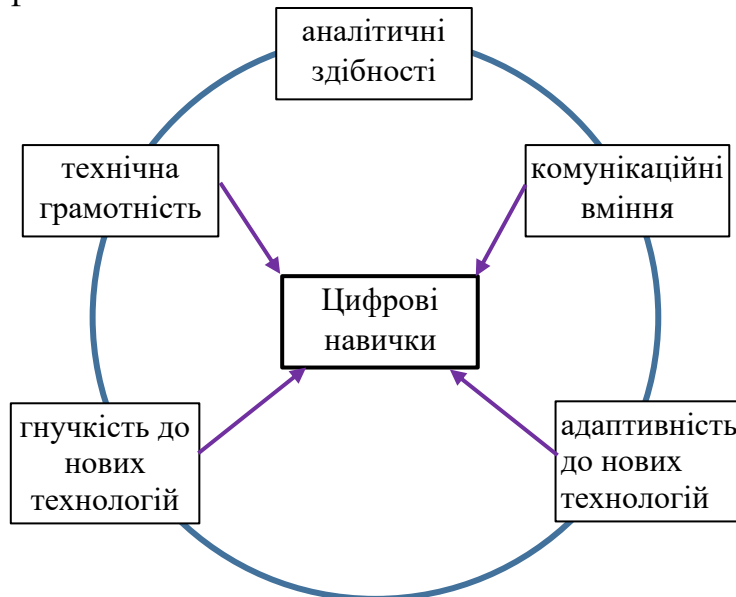 аналітичні
здібності
технічна
грамотність
комунікаційні
вміння
Цифрові
навички
гнучкість до
нових
технологій
адаптивність
до нових
технологій